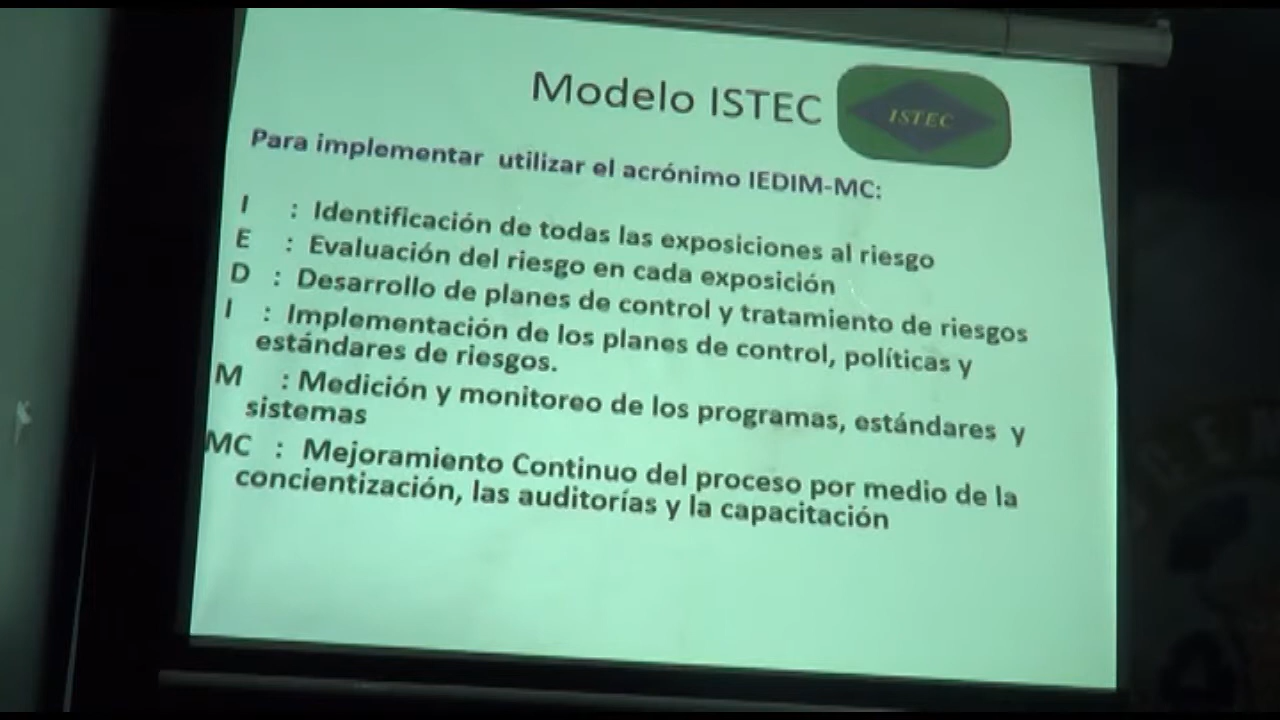 Modelo ISTEC
ISTEC
Para implementar utilizar el acrónimo IEDIM-MC:
I : Identificación de todas las exposiciones al riesgo
E : Evaluación del riesgo en cada exposición
D : Desarrollo de planes de control y tratamiento de riesgos
I : Implementación de los planes de control, políticas y
estándares de riesgos.
M : Medición y monitoreo de los programas, estándares y
sistemas
MC : Mejoramiento Continuo del proceso por medio de la
concientización, las auditorías y la capacitación